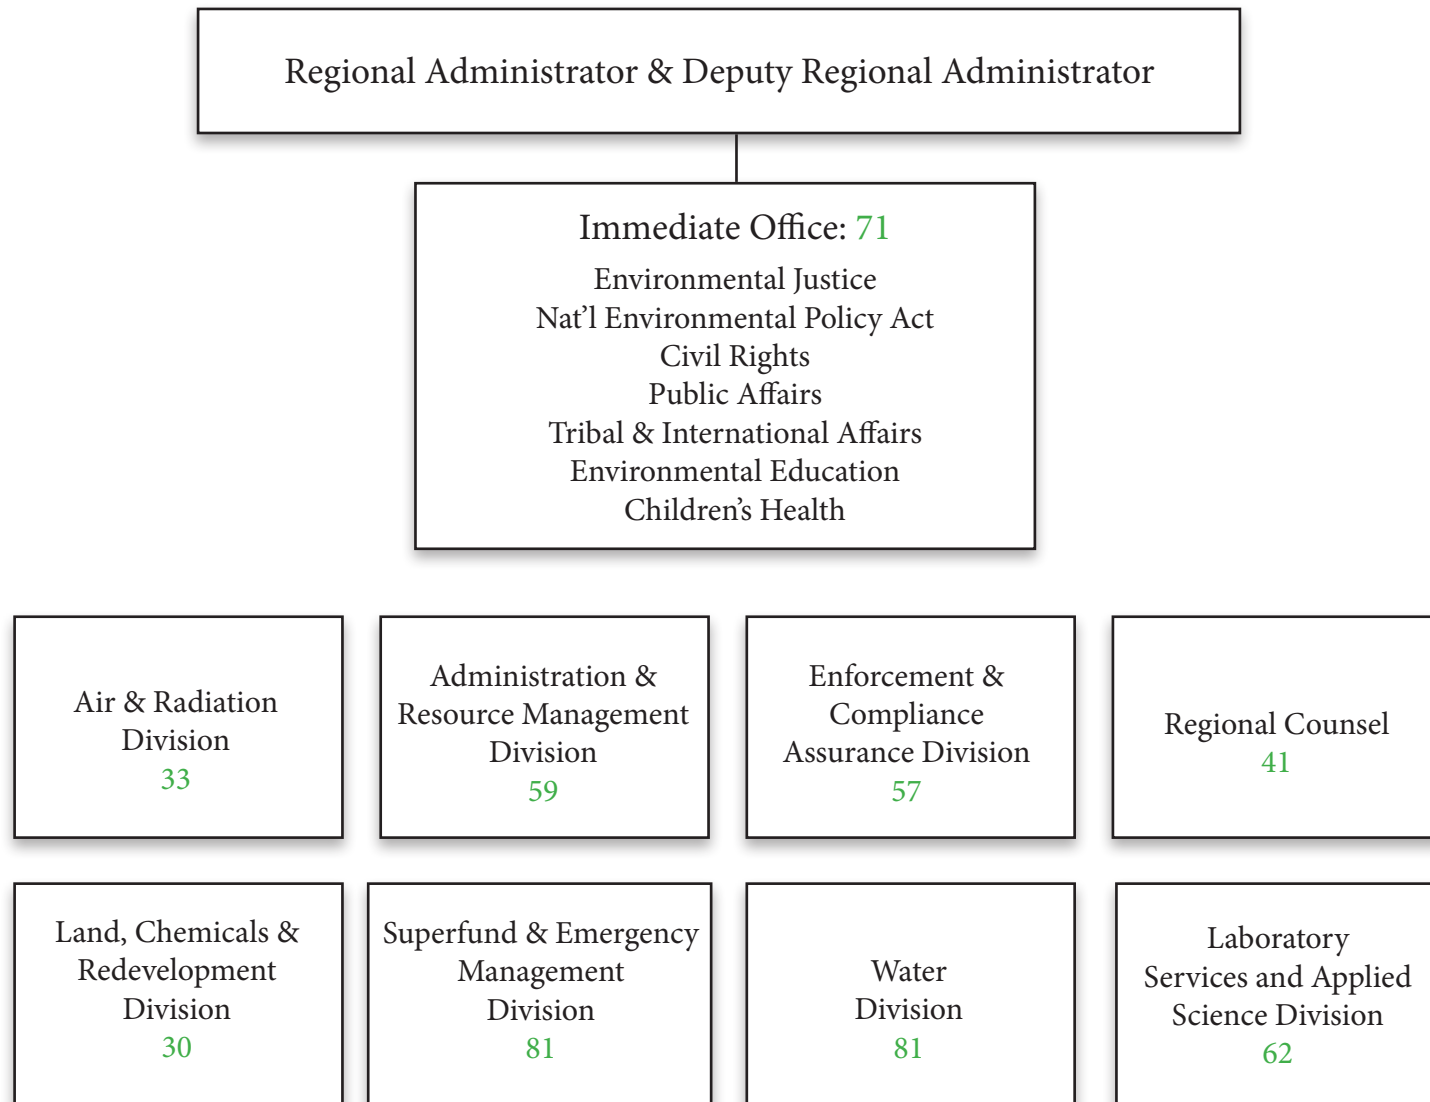 Regional Administrator & Deputy Regional Administrator
Immediate Office: 71
Environmental Justice
Nat’l Environmental Policy Act
Civil Rights
Public Affairs
Tribal & International Affairs
Environmental Education
Children’s Health
Air & Radiation
Division
33
Administration &
Resource Management
Division
59
Enforcement &
Compliance
Assurance Division
57
Regional Counsel
41
Land, Chemicals &
Redevelopment
Division
30
Superfund & Emergency
Management
Division
81
Water
Division
81
Laboratory
Services and Applied
Science Division
62